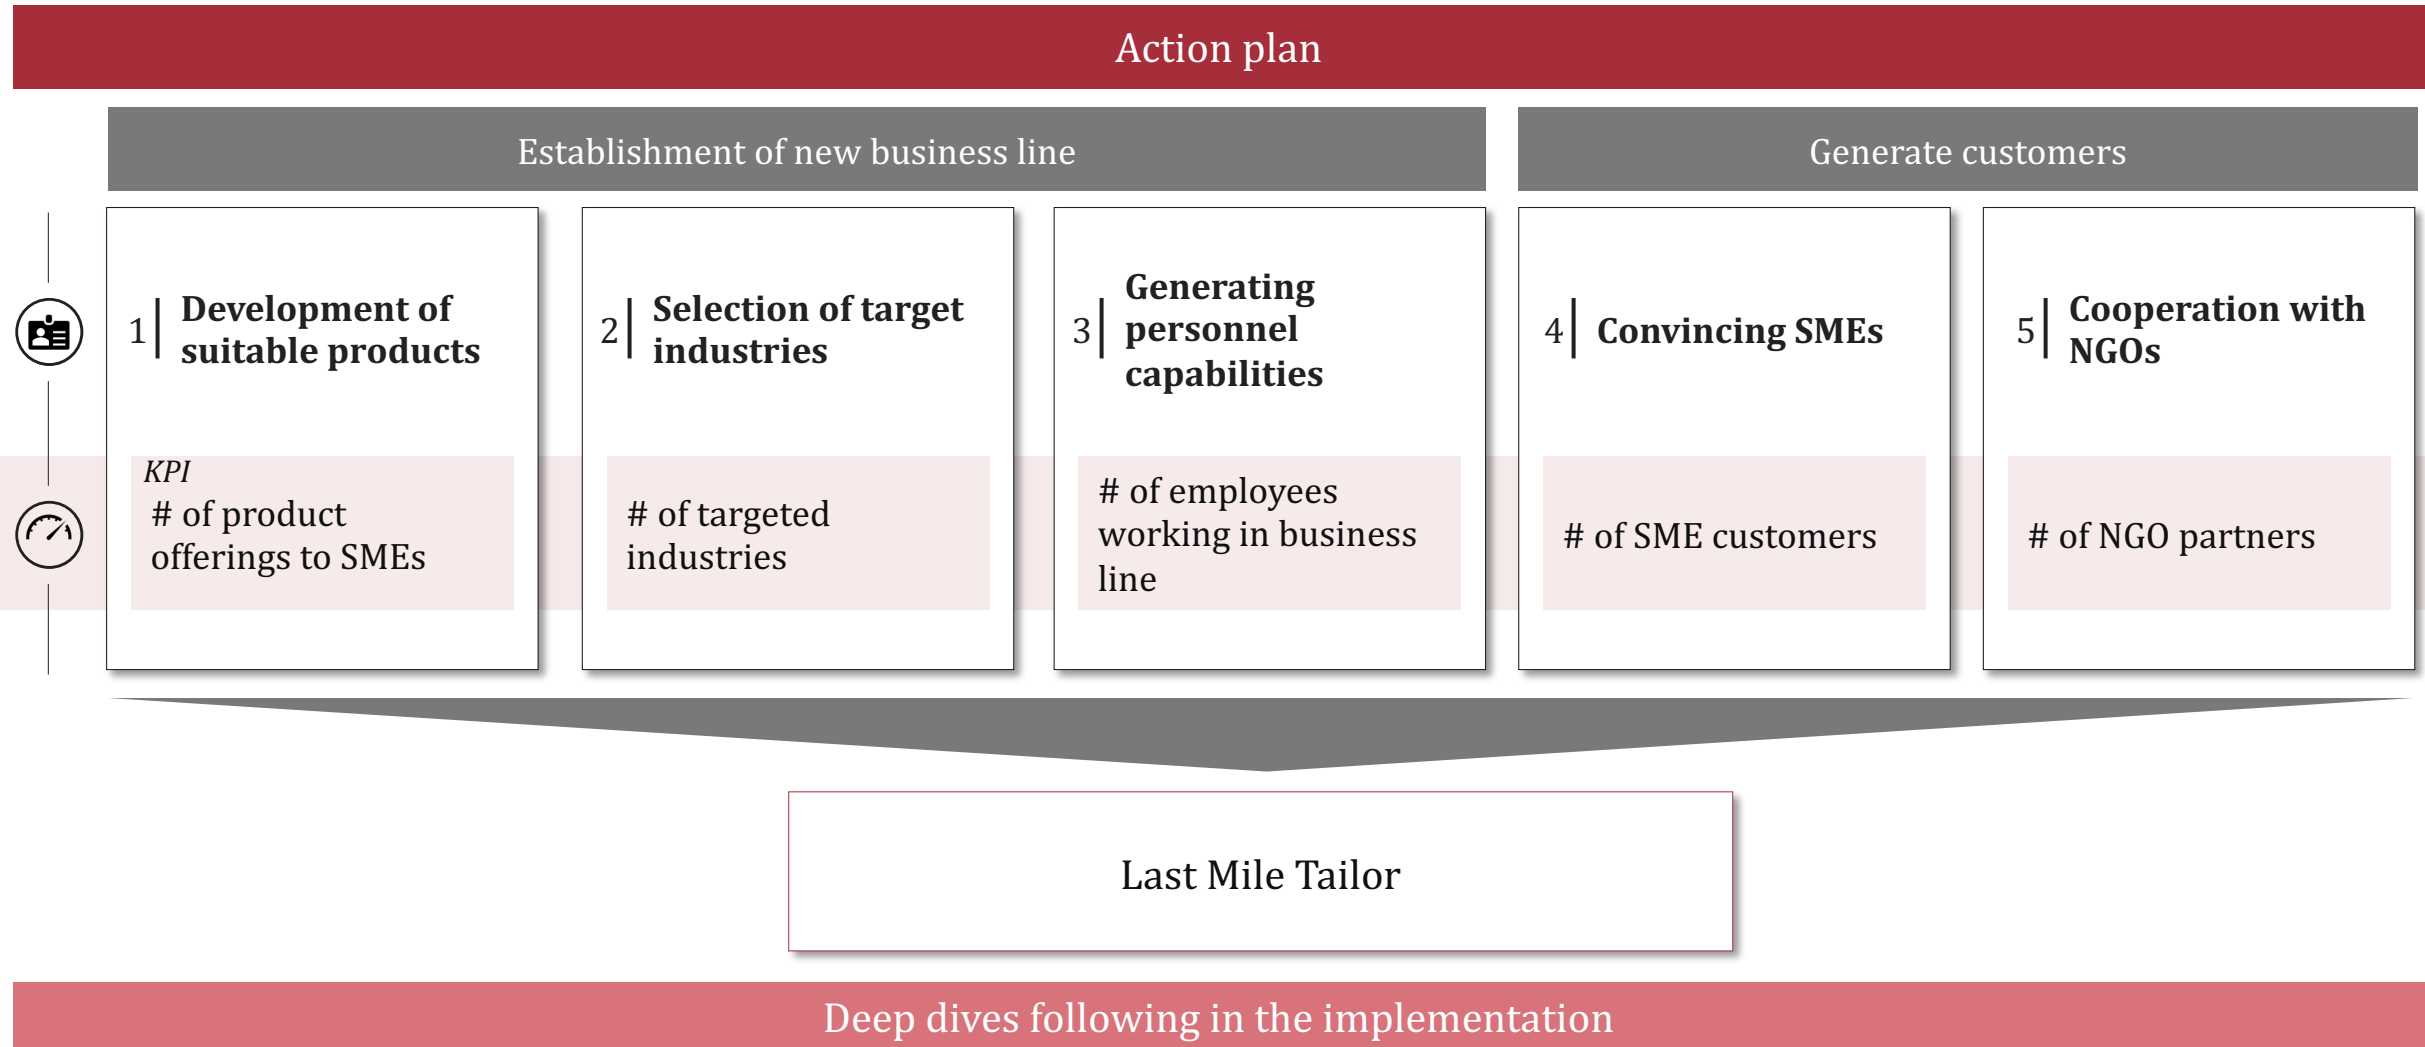 Action plan
Establishment of new business line
Generate customers
1
Development of
suitable products
2
Selection of target
industries
3
Generating
personnel
capabilities
4
Convincing SMEs
5
Cooperation with
NGOs
KPI
# of product
offerings to SMEs
# of targeted
industries
# of employees
working in business
line
# of SME customers
# of NGO partners
Last Mile Tailor
Deep dives following in the implementation